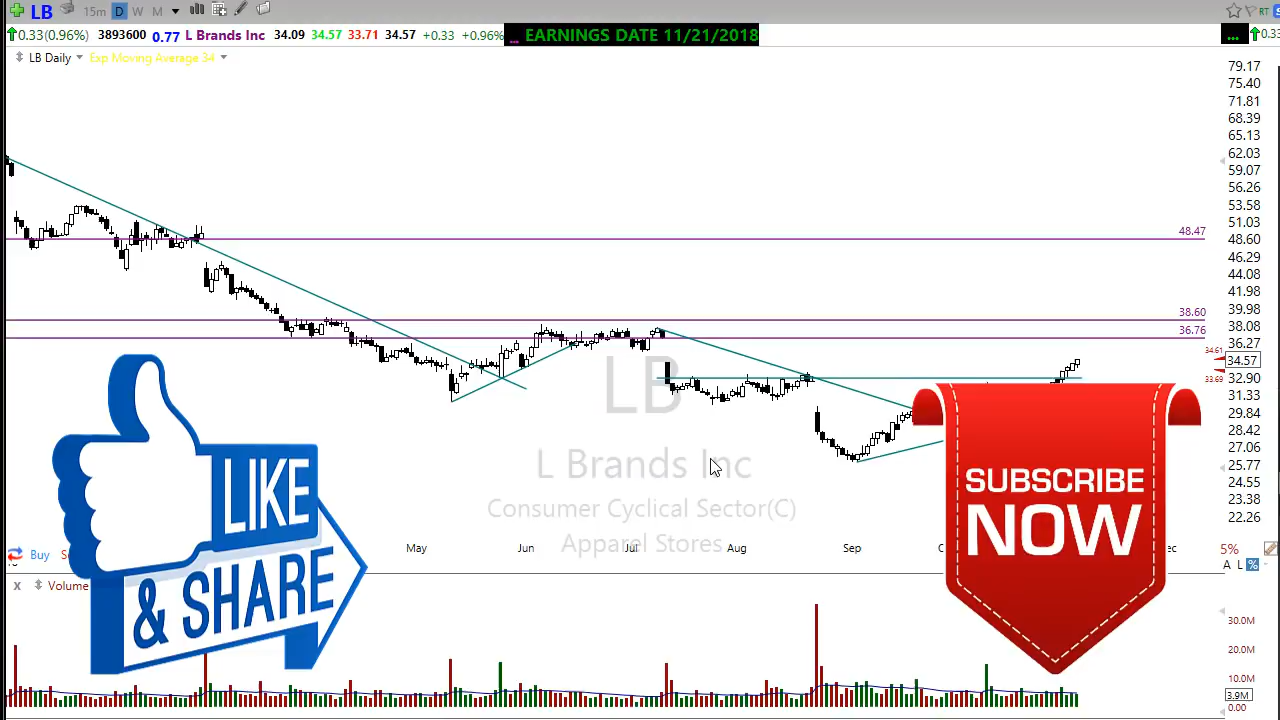 LB 15m D W M RT
0.33(0.96%) 3893600 0.77 L Brands Inc 34.09 34.57 33.71 34.57 +0.33 +0.96% ... EARNINGS DATE 11/21/2018 ...
LB Daily Exp Moving Average 34
79.17
75.40
71.81
68.39
65.13
62.03
59.07
56.26
53.58
51.03
48.47 48.60
46.29
44.08
41.98
39.98
38.60
38.08
36.76
36.27
34.61
34.57
33.69 33.90
31.33
29.84
28.42
27.06
25.77
24.55
23.38
22.26
LB
L Brands Inc
Consumer Cyclical Sector(C)
Apparel Stores
LIKE
& SHARE
SUBSCRIBE
NOW
Buy May Jun Jul Aug Sep 5%
A L %
x Volume
30.0M
20.0M
10.0M
3.9M
0.00